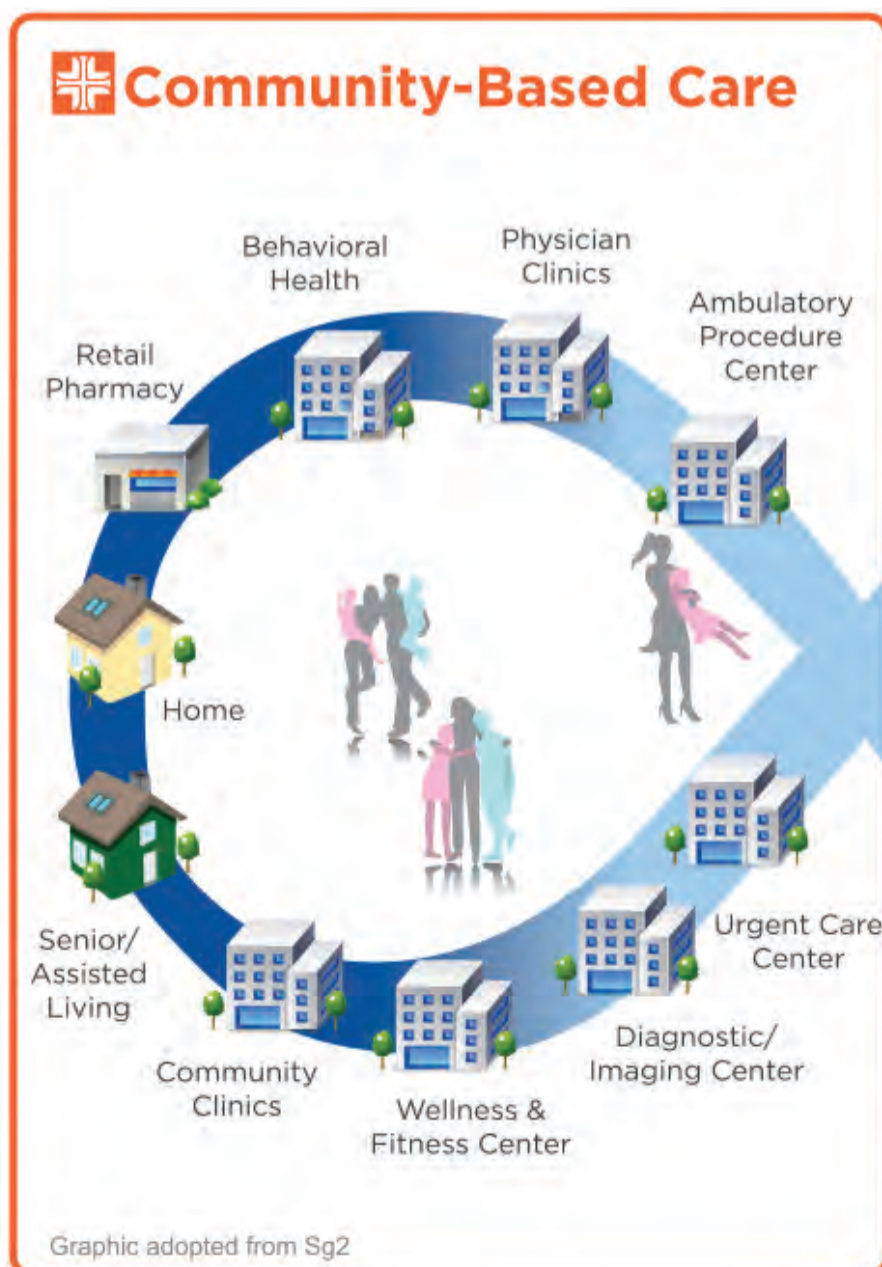 Community-Based Care
Behavioral
Health
Physician
Clinics
Ambulatory
Procedure
Center
Retail
Pharmacy
Home
Senior/
Assisted
Living
Urgent Care
Center
Community
Clinics
Diagnostic/
Imaging Center
Wellness &
Fitness Center
Graphic adopted from Sg2